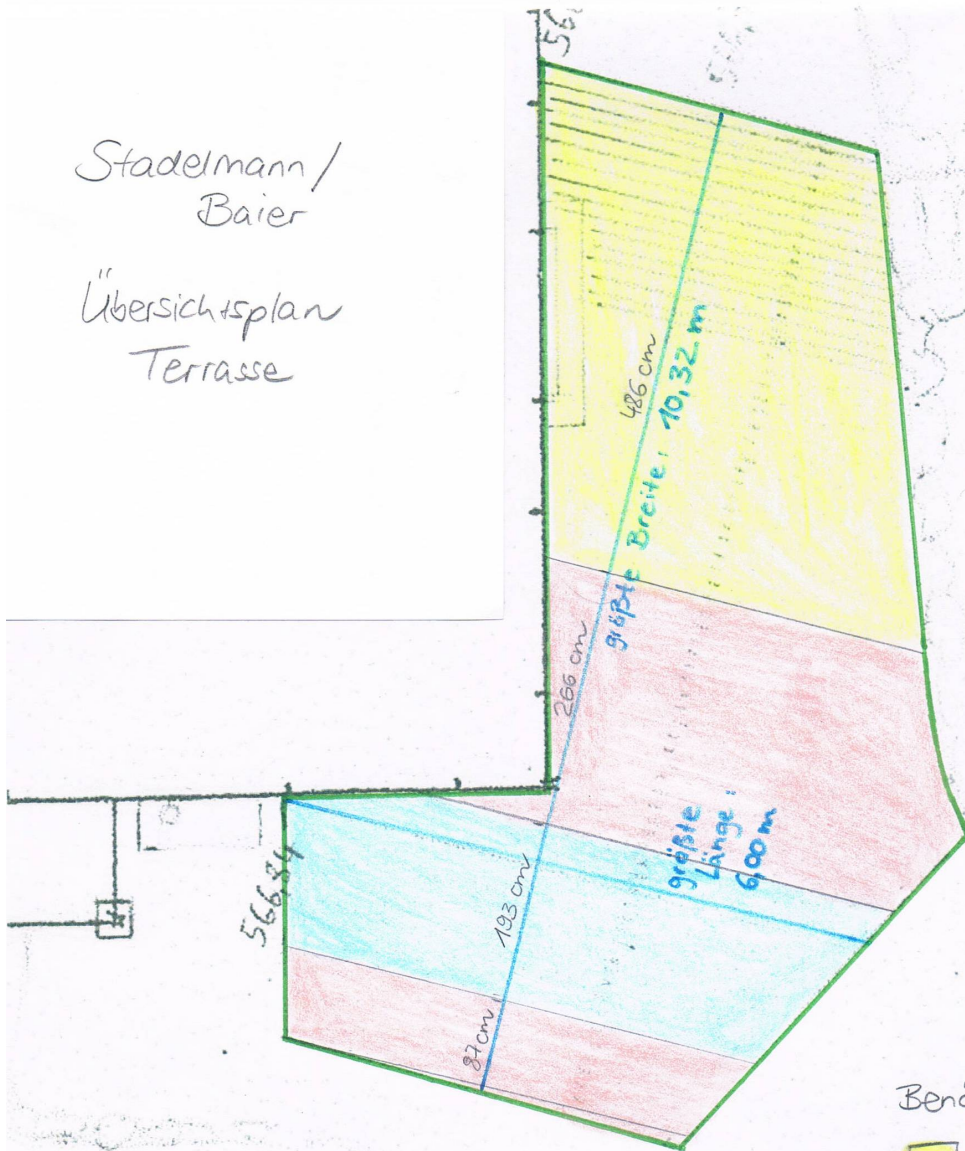 Stadelmann/
Baier
Übersichtsplan
Terrasse
486 cm
größte Breite: 10,32 m
266 cm
größte
Länge:
6,00 m
566,84
193 cm
87 cm